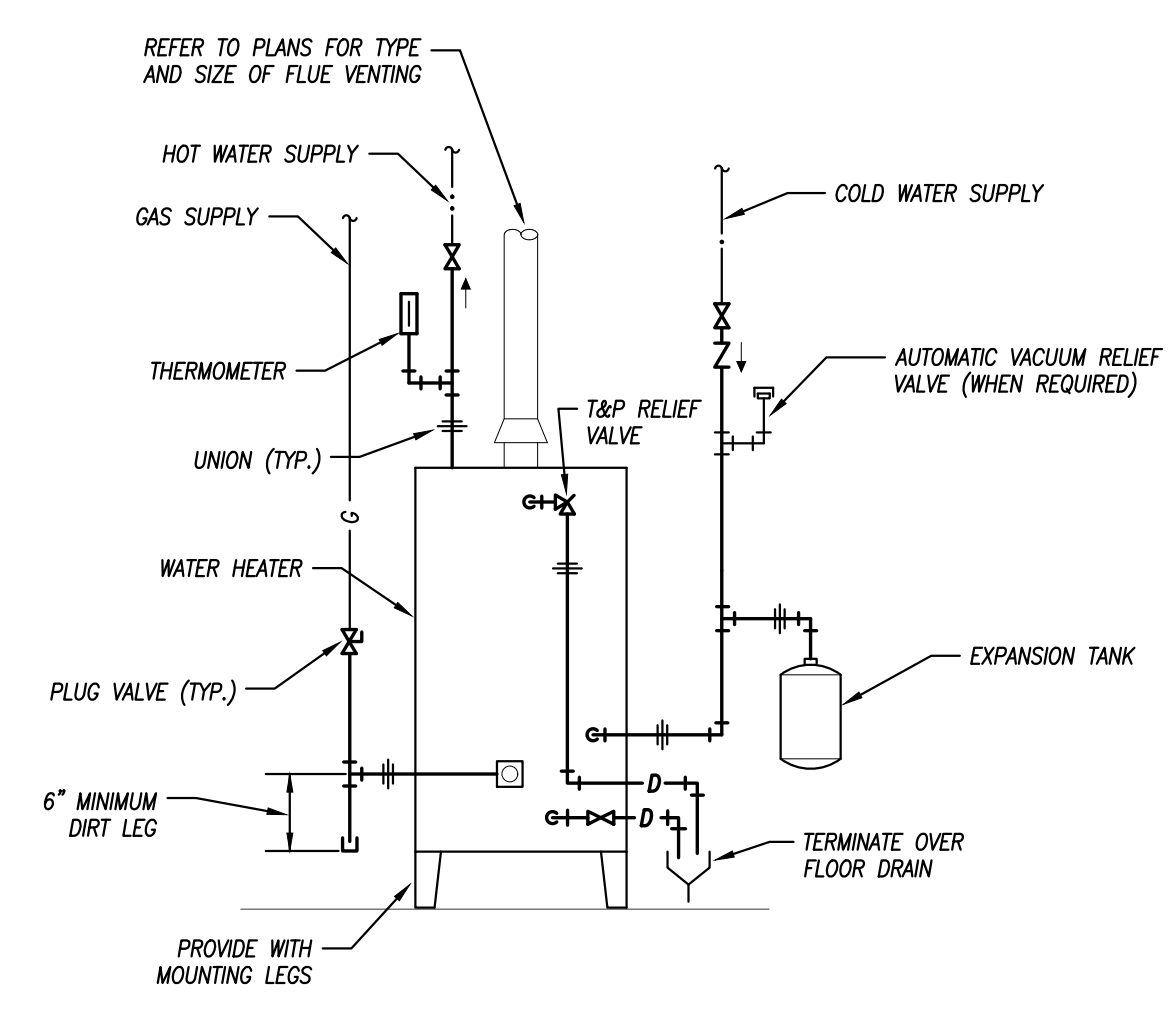 REFER TO PLANS FOR TYPE
AND SIZE OF FLUE VENTING
HOT WATER SUPPLY
COLD WATER SUPPLY
GAS SUPPLY
THERMOMETER
AUTOMATIC VACUUM RELIEF
VALVE (WHEN REQUIRED)
T&P RELIEF
VALVE
UNION (TYP.)
G
WATER HEATER
EXPANSION TANK
PLUG VALVE (TYP.)
D
6" MINIMUM
DIRT LEG
D
TERMINATE OVER
FLOOR DRAIN
PROVIDE WITH
MOUNTING LEGS